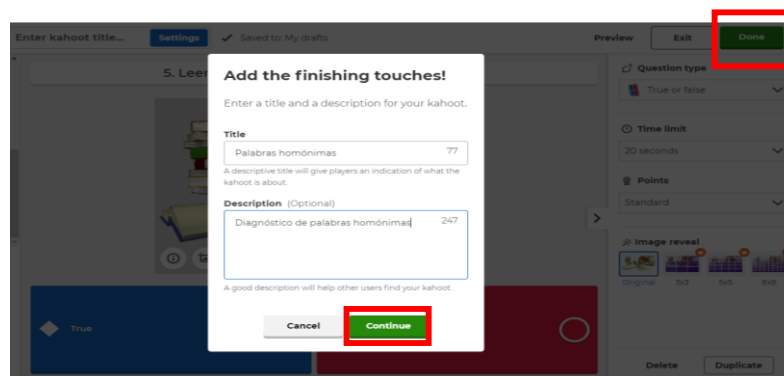 Enter kahoot title...
Settings
Saved to: My drafts
Preview
Exit
Done
5. Leer
Add the finishing touches!
Enter a title and a description for your kahoot.
Title
Palabras homónimas
77
A descriptive title will give players an indication of what the
kahoot is about.
Description (Optional)
Diagnóstico de palabras homónimas
247
A good description will help other users find your kahoot.
Cancel
Continue
True
Question type
True or false
Time limit
20 seconds
Points
Standard
Image reveal
Original
3x3
5x5
8x8
Delete
Duplicate